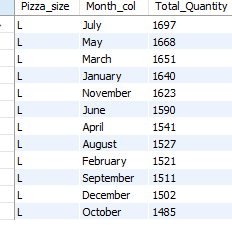 Pizza_size Month_col Total_Quantity
L July 1697
L May 1668
L March 1651
L January 1640
L November 1623
L June 1590
L April 1541
L August 1527
L February 1521
L September 1511
L December 1502
L October 1485